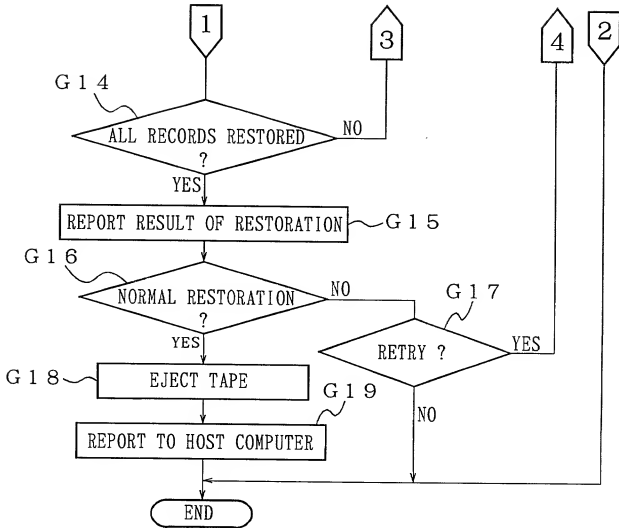 1
3
4
2
G14
ALL RECORDS RESTORED
?
NO
YES
REPORT RESULT OF RESTORATION
G15
G16
NORMAL RESTORATION
?
NO
YES
G17
RETRY ?
YES
NO
G18
EJECT TAPE
G19
REPORT TO HOST COMPUTER
END